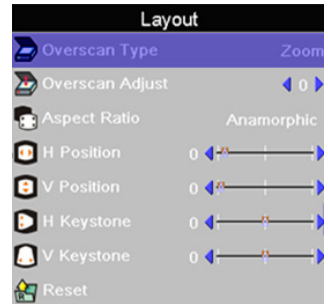 Layout
Overscan Type Zoom
Overscan Adjust 0
Aspect Ratio Anamorphic
H Position 0
V Position 0
H Keystone 0
V Keystone 0
Reset